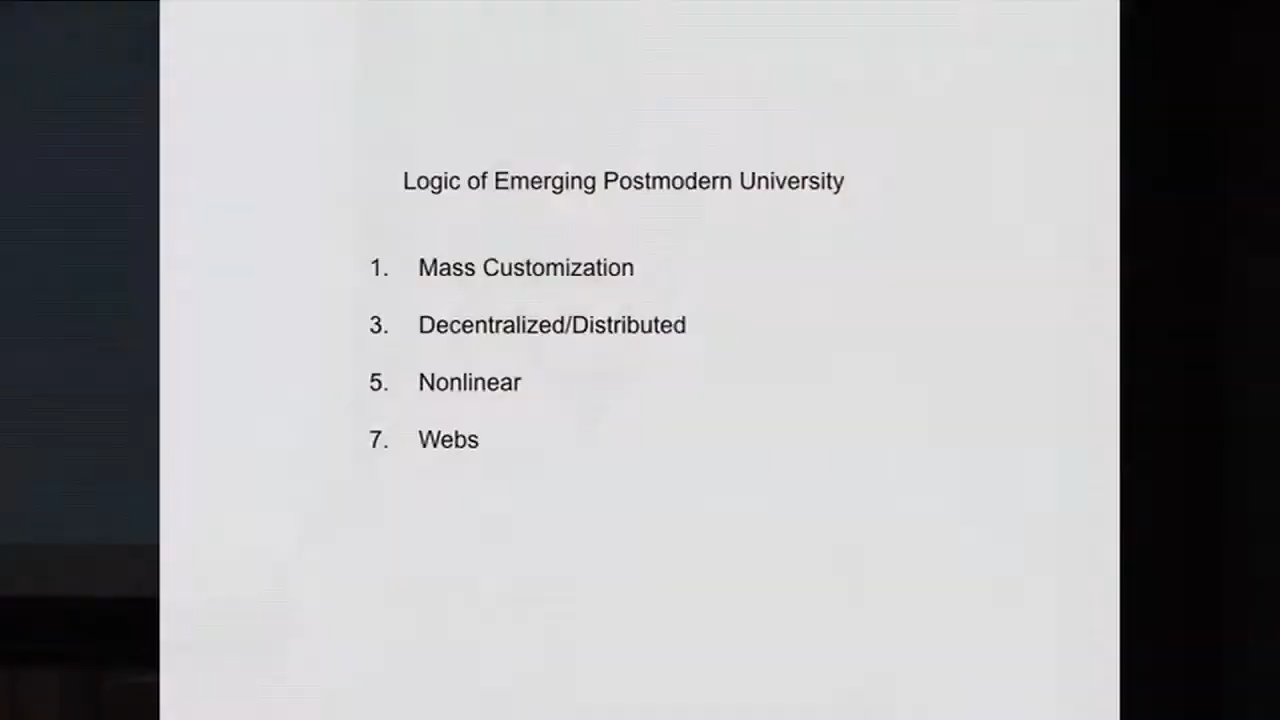 Logic of Emerging Postmodern University
1. Mass Customization
3. Decentralized/Distributed
5. Nonlinear
7. Webs